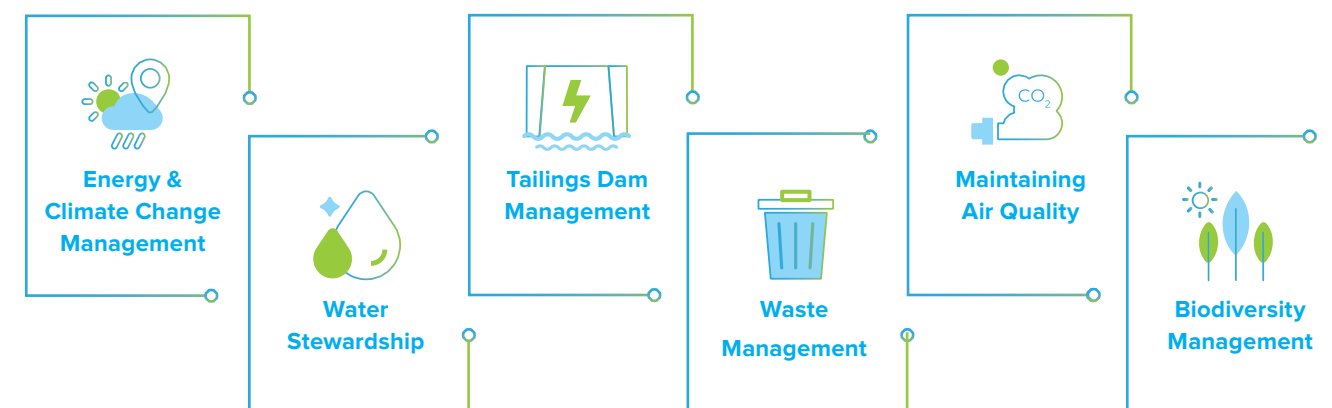 Energy &
Climate Change
Management
Water
Stewardship
Tailings Dam
Management
Waste
Management
CO2
Maintaining
Air Quality
Biodiversity
Management